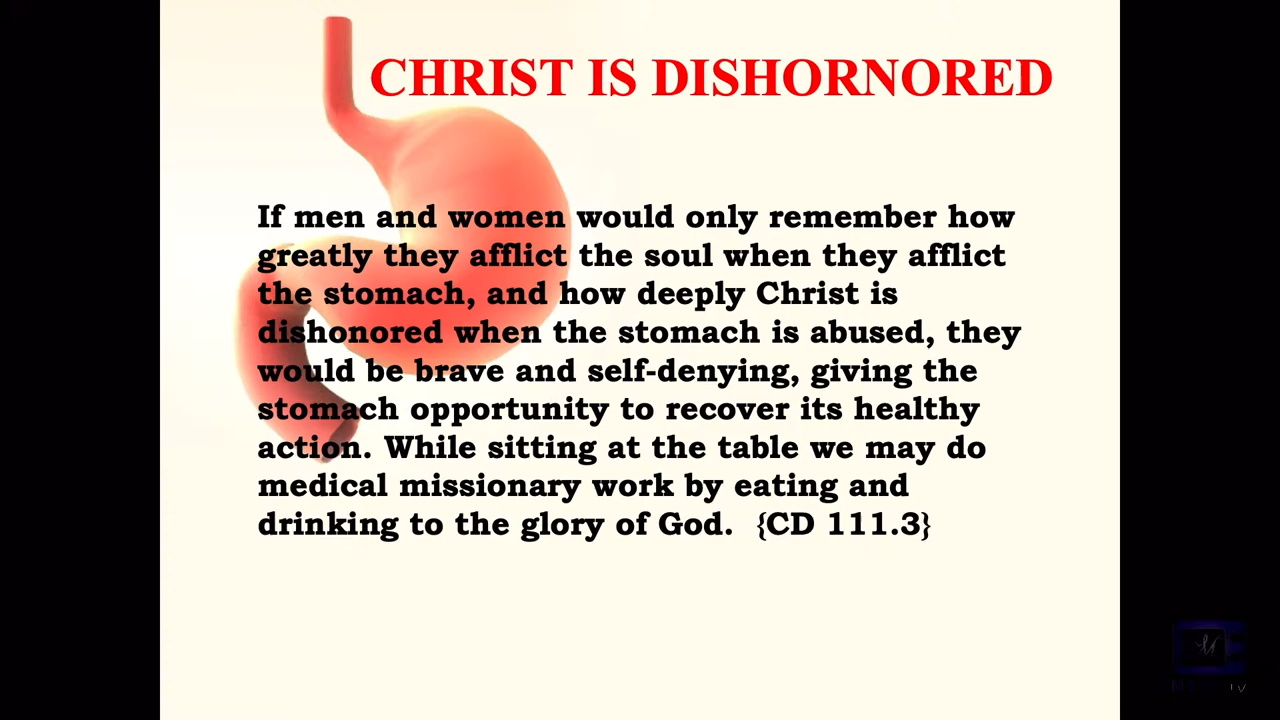 CHRIST IS DISHORNORED
If men and women would only remember how
greatly they afflict the soul when they afflict
the stomach, and how deeply Christ is
dishonored when the stomach is abused, they
would be brave and self-denying, giving the
stomach opportunity to recover its healthy
action. While sitting at the table we may do
medical missionary work by eating and
drinking to the glory of God.  {CD 111.3}